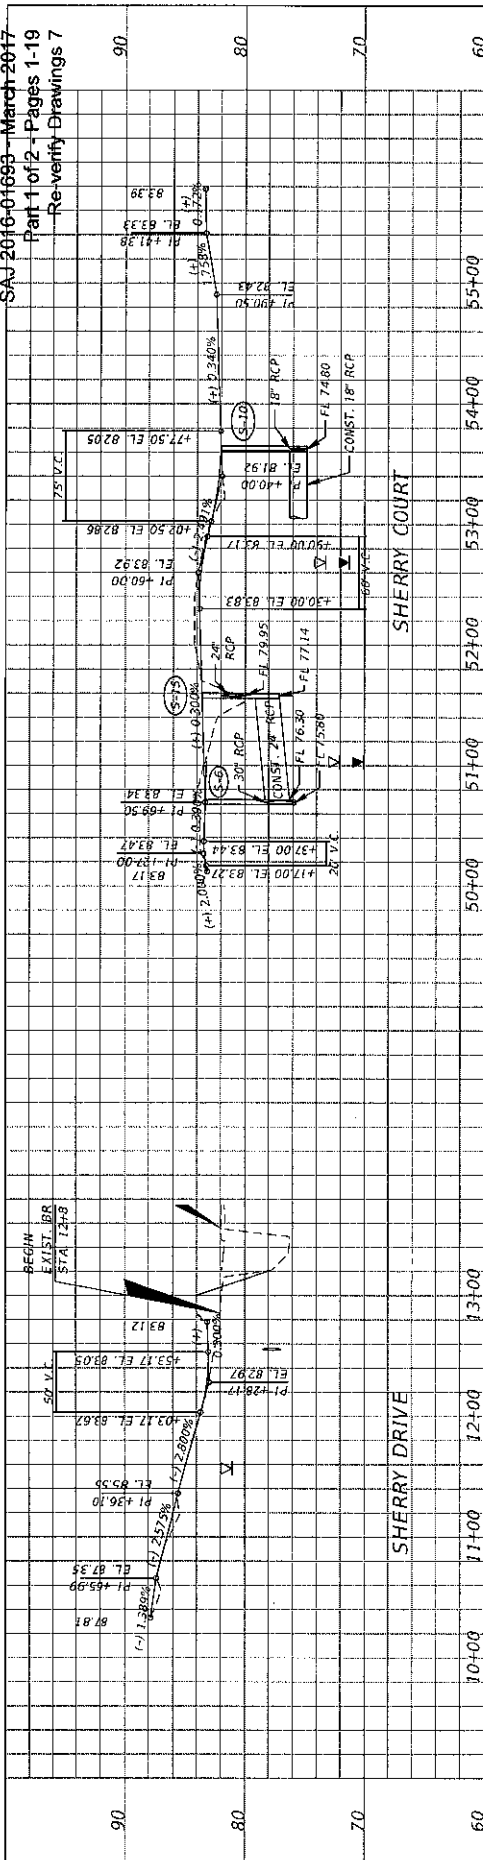 SAJ 2016-01693 - March 2017
Part 1 of 2 - Pages 1-19
Re-verify Drawings 7
90
80
70
60
90
80
70
60
87.81
(-) 1.389%
PI +65.99
EL. 87.35
(-) 2.575%
PI +36.10
EL. 85.55
(-) 2.800%
50' V.C.
+03.17 EL. 83.67
+53.17 EL. 83.05
PI +28.17
EL. 82.97
(+)
0.300%
83.12
BEGIN
EXIST. BR
STA. 12+8
SHERRY DRIVE
10+00
11+00
12+00
13+00
(+) 2.000%
83.17
PI +27.00
EL. 83.47
+17.00 EL. 83.27
+37.00 EL. 83.44
20' V.C.
(-) 0.390%
PI +69.50
EL. 83.34
(+) 0.300%
S-6
30" RCP
CONST. 24" RCP
FL 76.30
FL 75.80
S-15
24"
RCP
FL 79.95
FL 77.14
PI +60.00
EL. 83.92
+30.00 EL. 83.83
+90.00 EL. 83.17
60' V.C.
(-) 2.491%
75' V.C.
+02.50 EL. 82.86
+77.50 EL. 82.05
PI +40.00
EL. 81.92
S-10
18" RCP
FL 74.80
CONST. 18" RCP
(+) 0.340%
PI +90.50
EL. 82.43
(+)
1.758%
PI +41.38
EL. 83.33
(+)
0.172%
83.39
SHERRY COURT
50+00
51+00
52+00
53+00
54+00
55+00